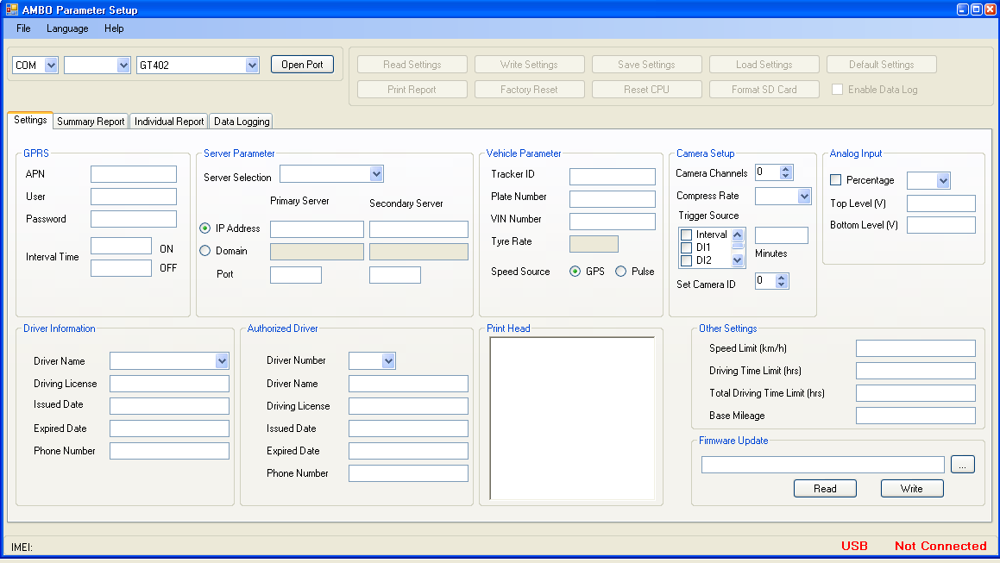 AMBO Parameter Setup
File Language Help
COM GT402 Open Port
Read Settings Write Settings Save Settings Load Settings Default Settings
Print Report Factory Reset Reset CPU Format SD Card Enable Data Log
Settings Summary Report Individual Report Data Logging
GPRS
APN
User
Password
Interval Time
ON
OFF
Server Parameter
Server Selection
Primary Server Secondary Server
IP Address
Domain
Port
Vehicle Parameter
Tracker ID
Plate Number
VIN Number
Tyre Rate
Speed Source GPS Pulse
Camera Setup
Camera Channels 0
Compress Rate
Trigger Source
Interval
DI1
DI2
Minutes
Set Camera ID 0
Analog Input
Percentage
Top Level (V)
Bottom Level (V)
Driver Information
Driver Name
Driving License
Issued Date
Expired Date
Phone Number
Authorized Driver
Driver Number
Driver Name
Driving License
Issued Date
Expired Date
Phone Number
Print Head
Other Settings
Speed Limit (km/h)
Driving Time Limit (hrs)
Total Driving Time Limit (hrs)
Base Mileage
Firmware Update
...
Read Write
IMEI: USB Not Connected